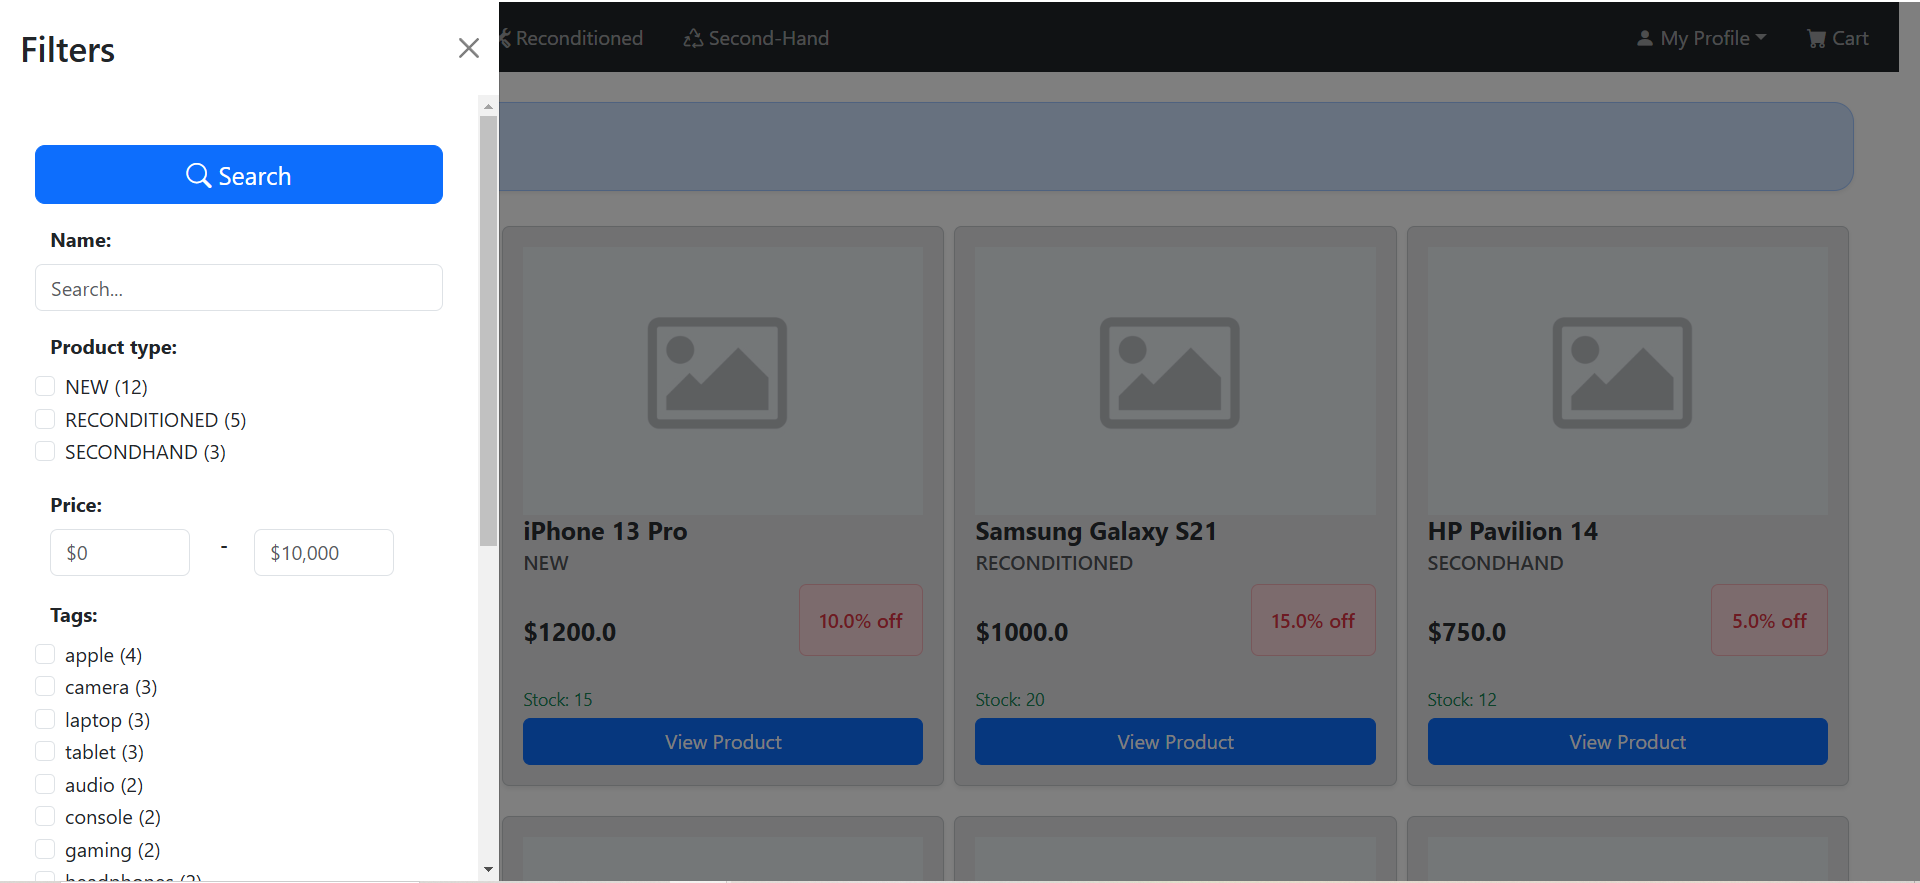 Filters
Reconditioned
Second-Hand
My Profile
Cart
Search
Name:
Search...
Product type:
NEW (12)
RECONDITIONED (5)
SECONDHAND (3)
Price:
$0 - $10,000
Tags:
apple (4)
camera (3)
laptop (3)
tablet (3)
audio (2)
console (2)
gaming (2)
iPhone 13 Pro
NEW
$1200.0
10.0% off
Stock: 15
View Product
Samsung Galaxy S21
RECONDITIONED
$1000.0
15.0% off
Stock: 20
View Product
HP Pavilion 14
SECONDHAND
$750.0
5.0% off
Stock: 12
View Product